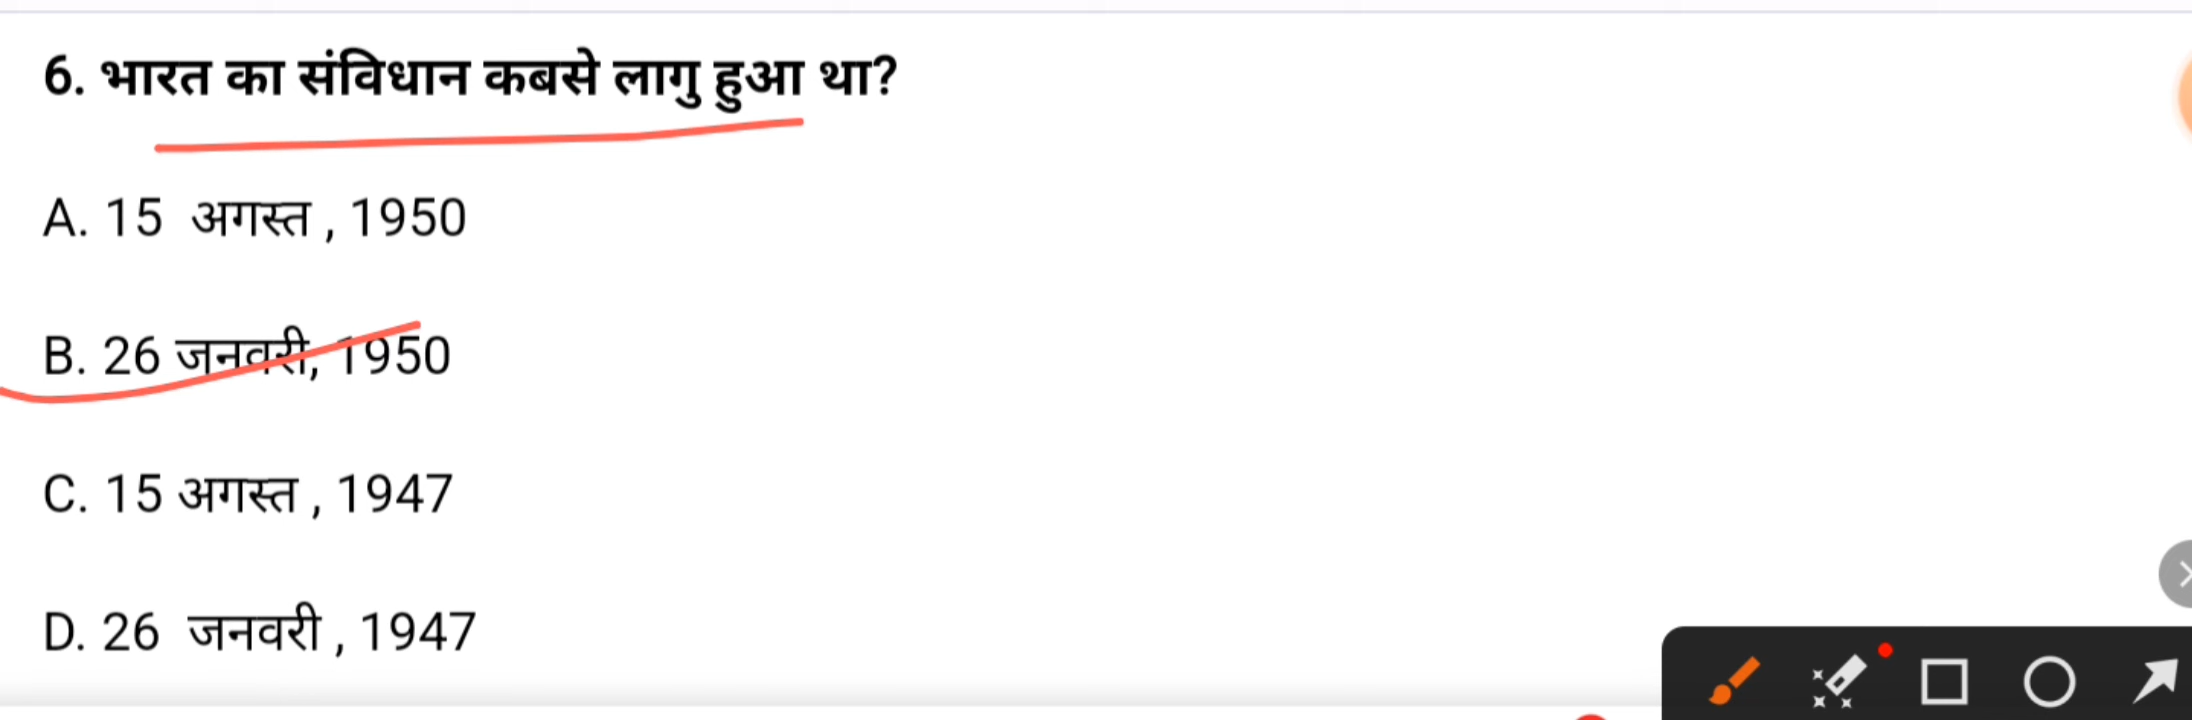 6. भारत का संविधान कबसे लागु हुआ था?
A. 15 अगस्त , 1950
B. 26 जनवरी, 1950
C. 15 अगस्त , 1947
D. 26 जनवरी , 1947